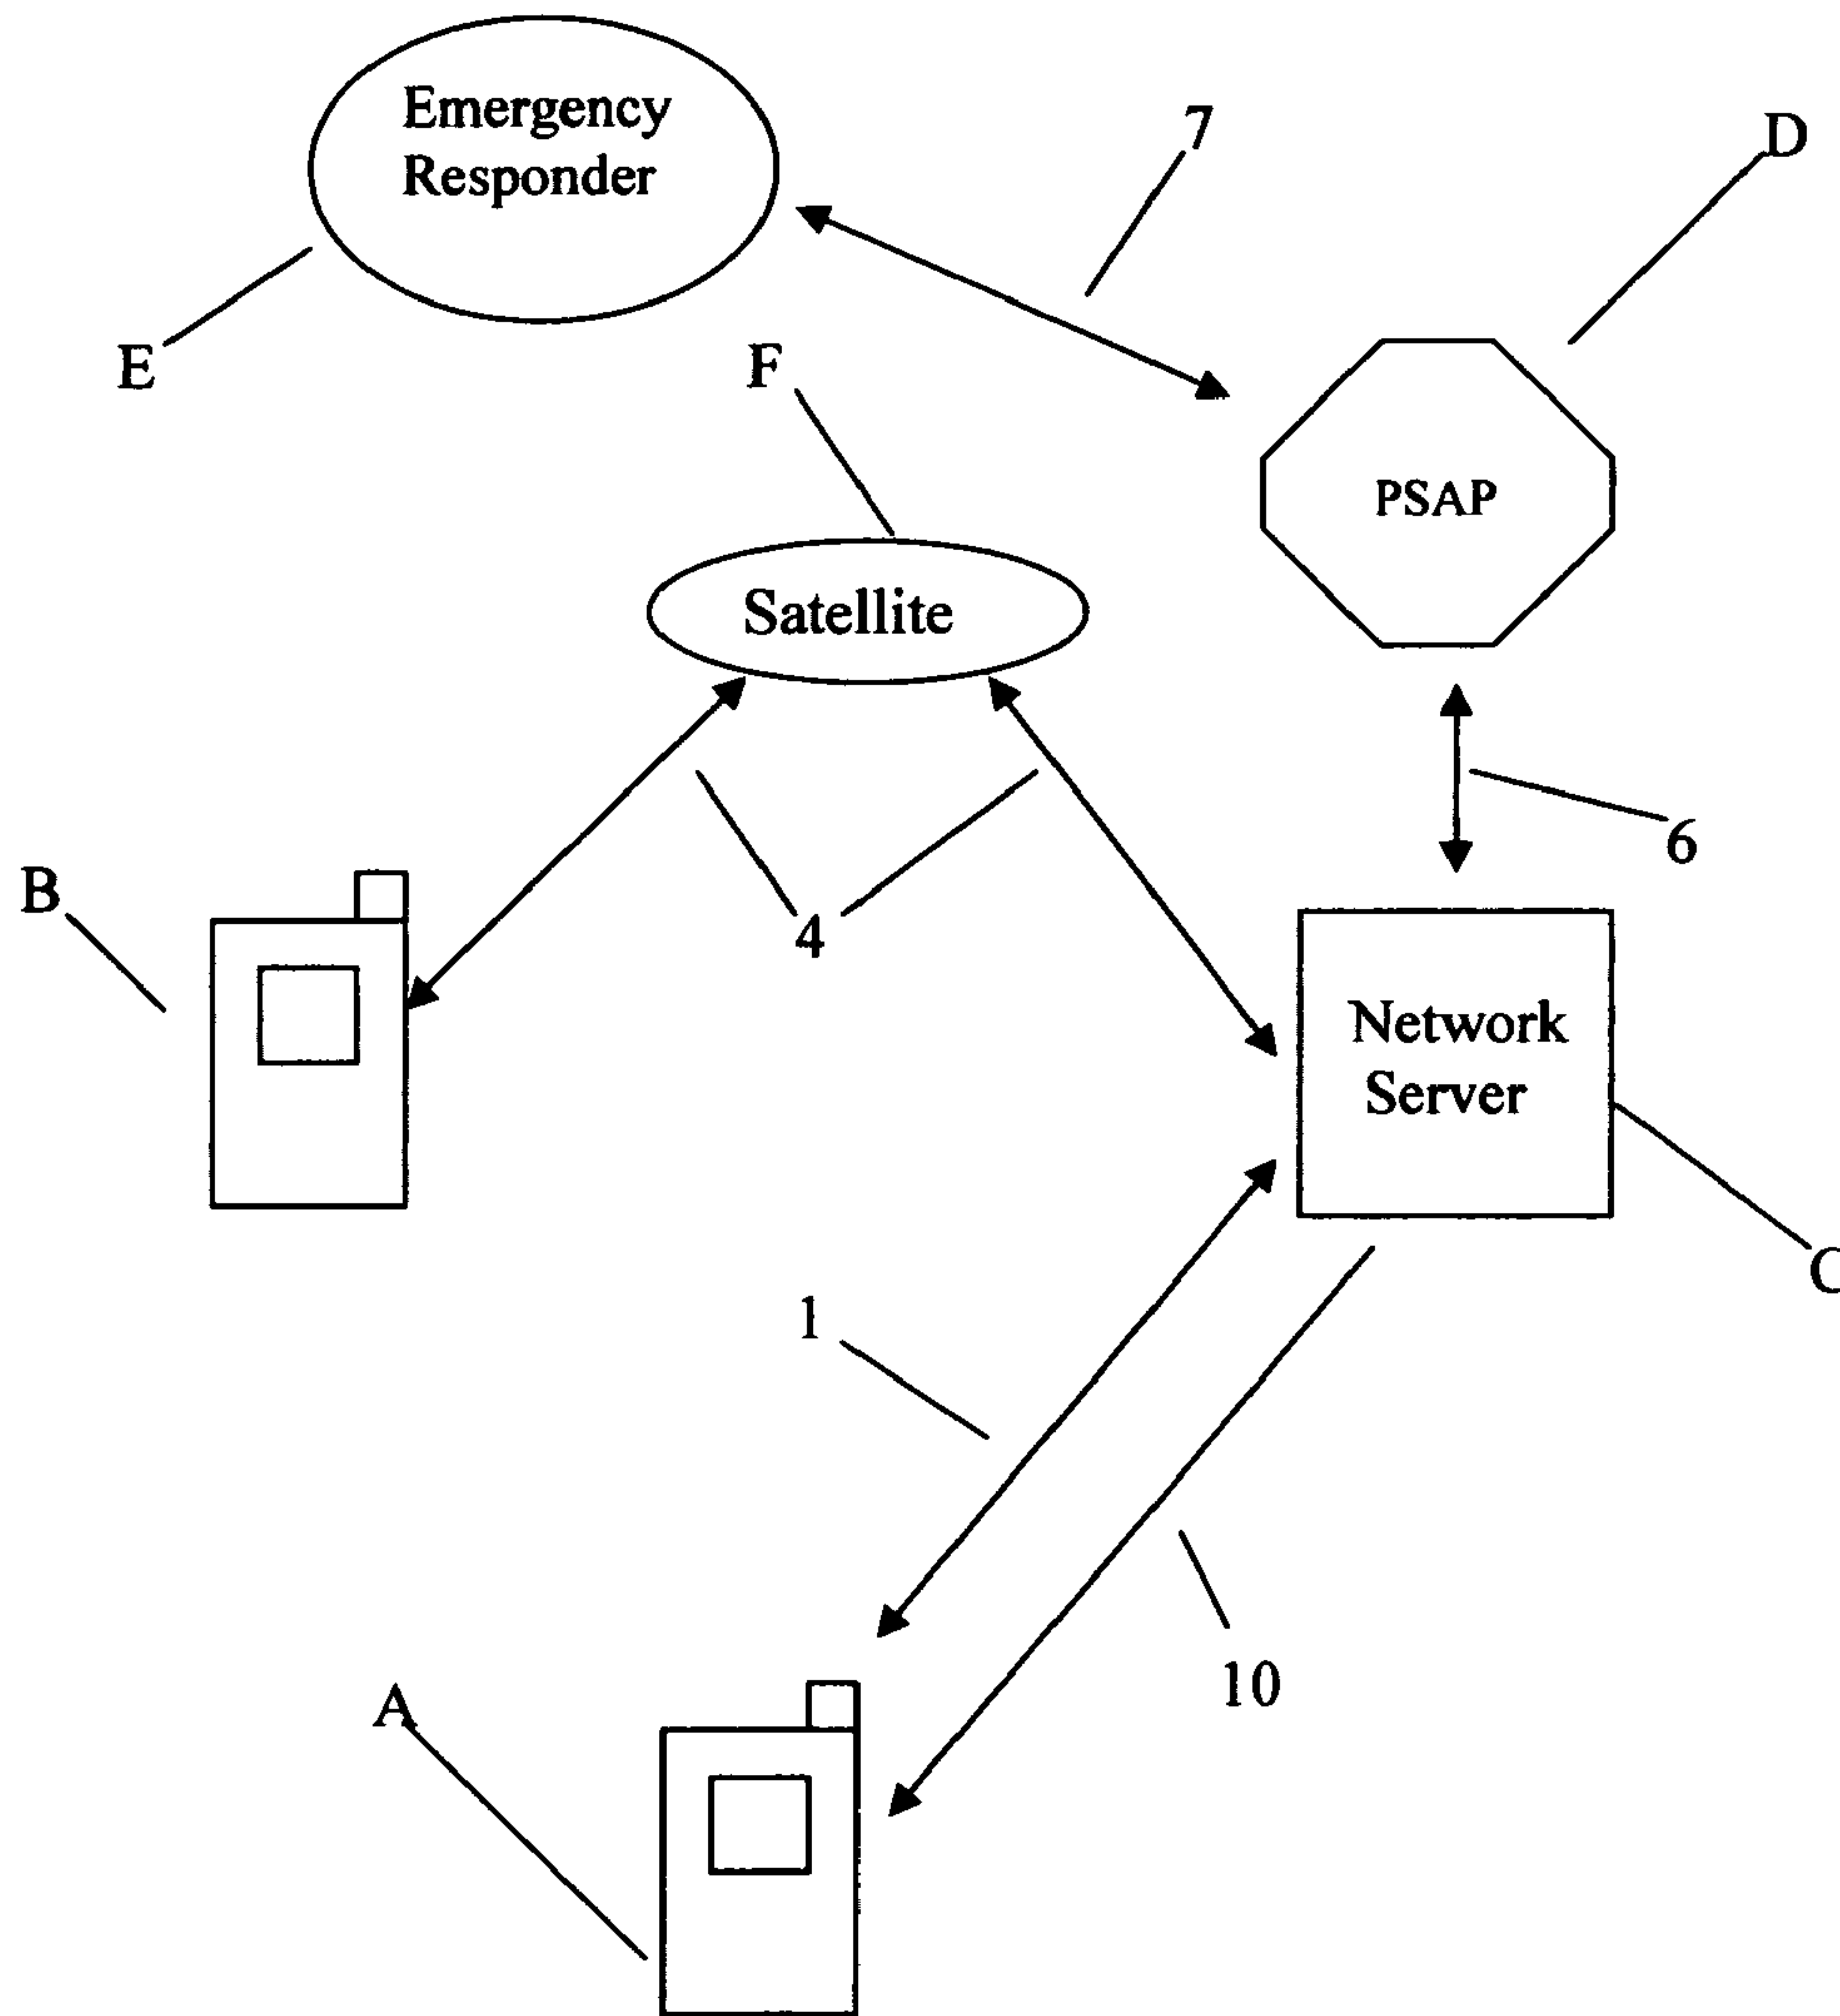 Emergency
Responder
7
D
E
F
PSAP
Satellite
6
B
4
Network
Server
C
1
10
A